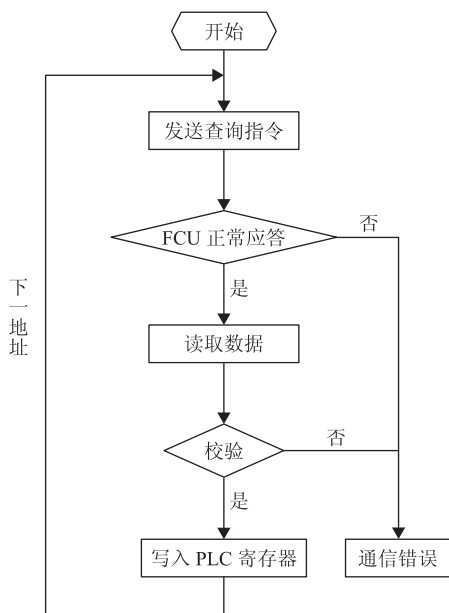 开始
发送查询指令
FCU 正常应答
否
是
下一地址
读取数据
校验
否
是
写入 PLC 寄存器
通信错误